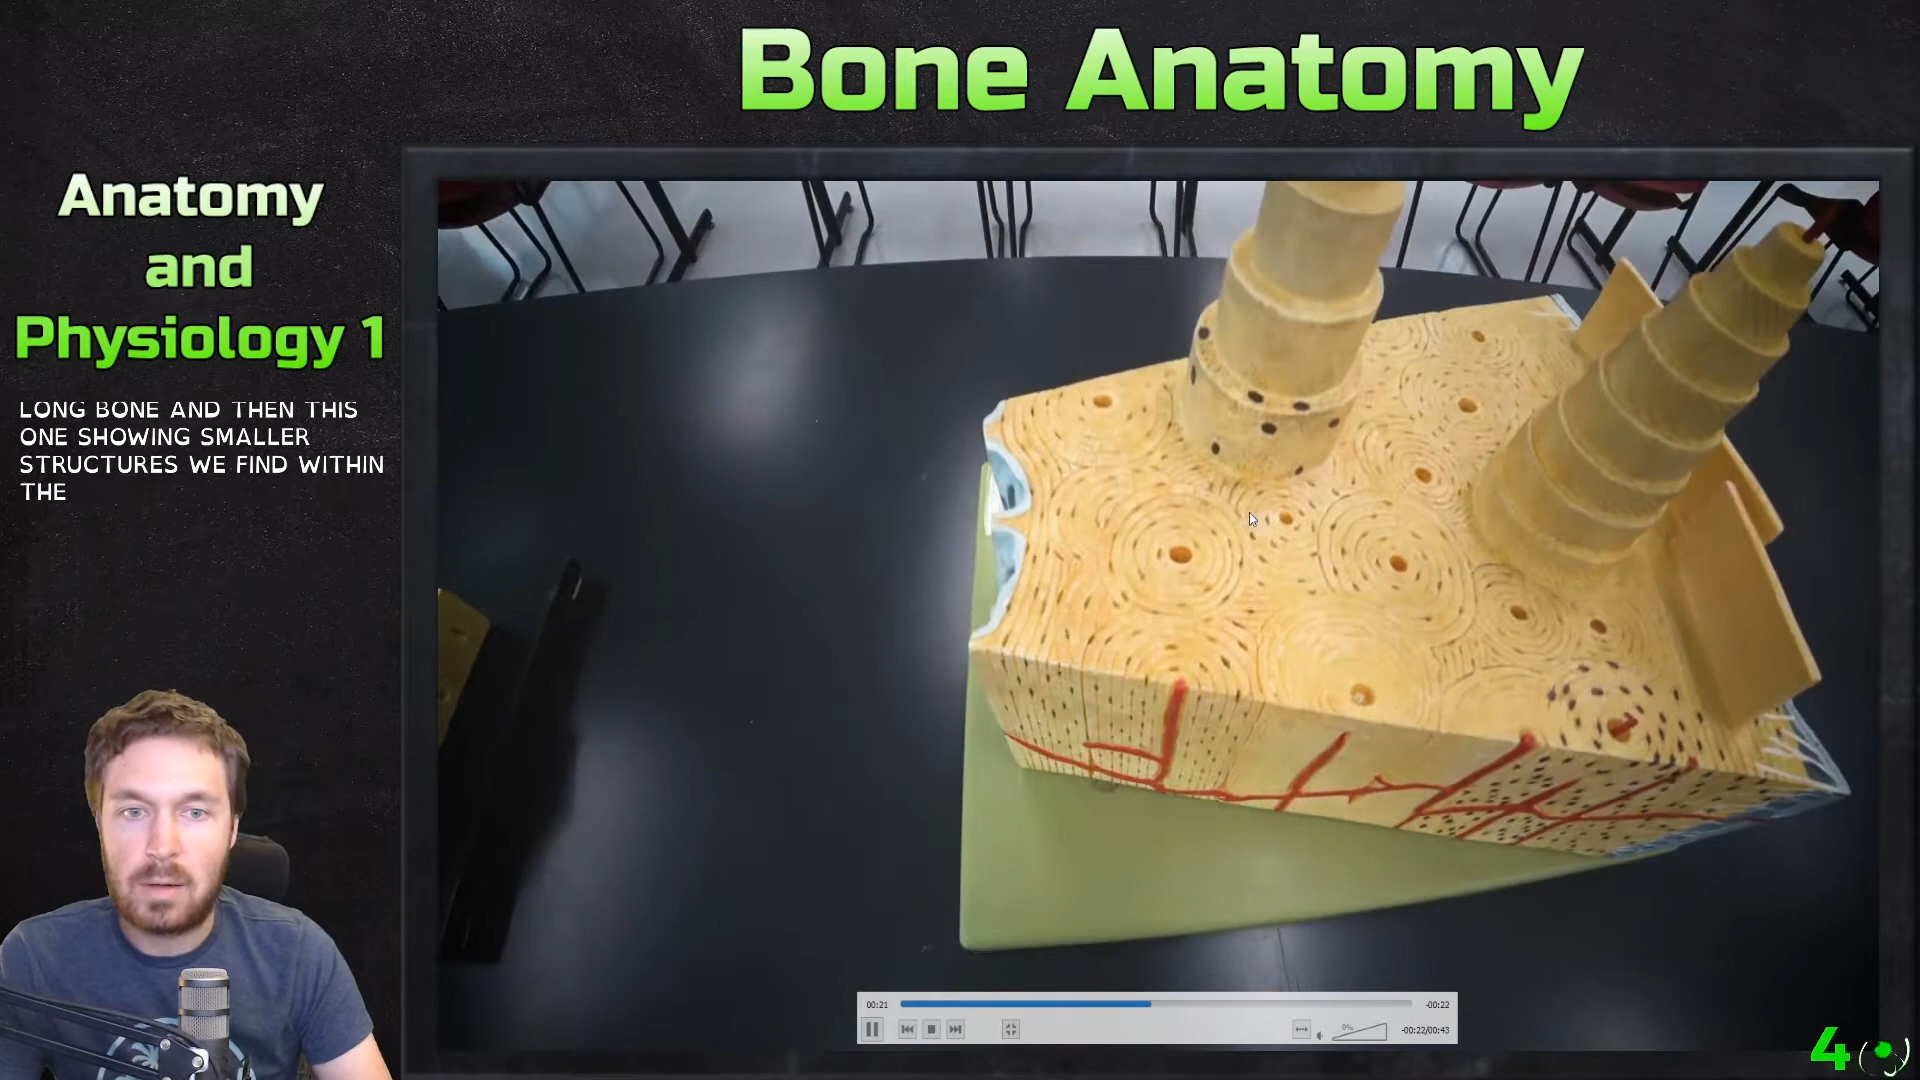 Bone Anatomy
Anatomy
and
Physiology 1
LONG BONE AND THEN THIS
ONE SHOWING SMALLER
STRUCTURES WE FIND WITHIN
THE
00:21
-00:22
0%
-00:22/00:43
4